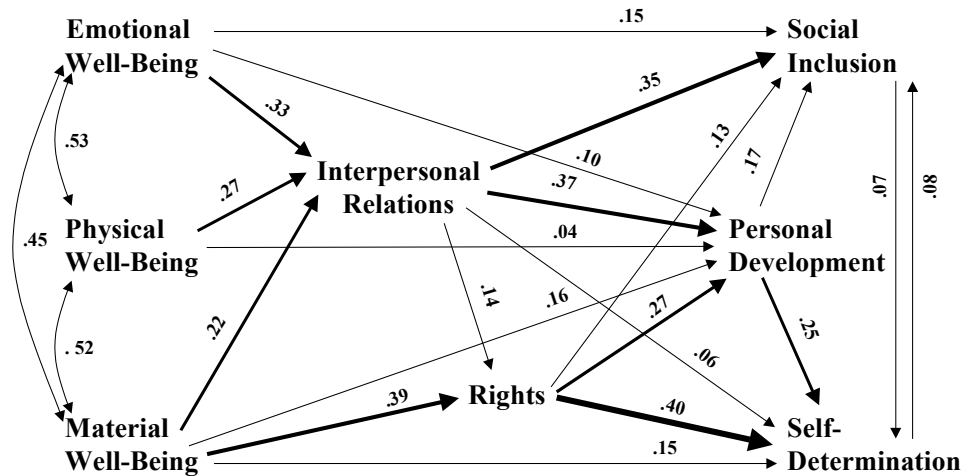 Emotional
Well-Being
.15
Social
Inclusion
.35
.33
.13
.53
.10
.17
Interpersonal
Relations
.27
.37
.07
.08
Physical
Well-Being
.45
.04
Personal
Development
.14
.16
.27
.22
.25
. 52
.06
.39
Rights
.40
Material
Well-Being
.15
Self-
Determination